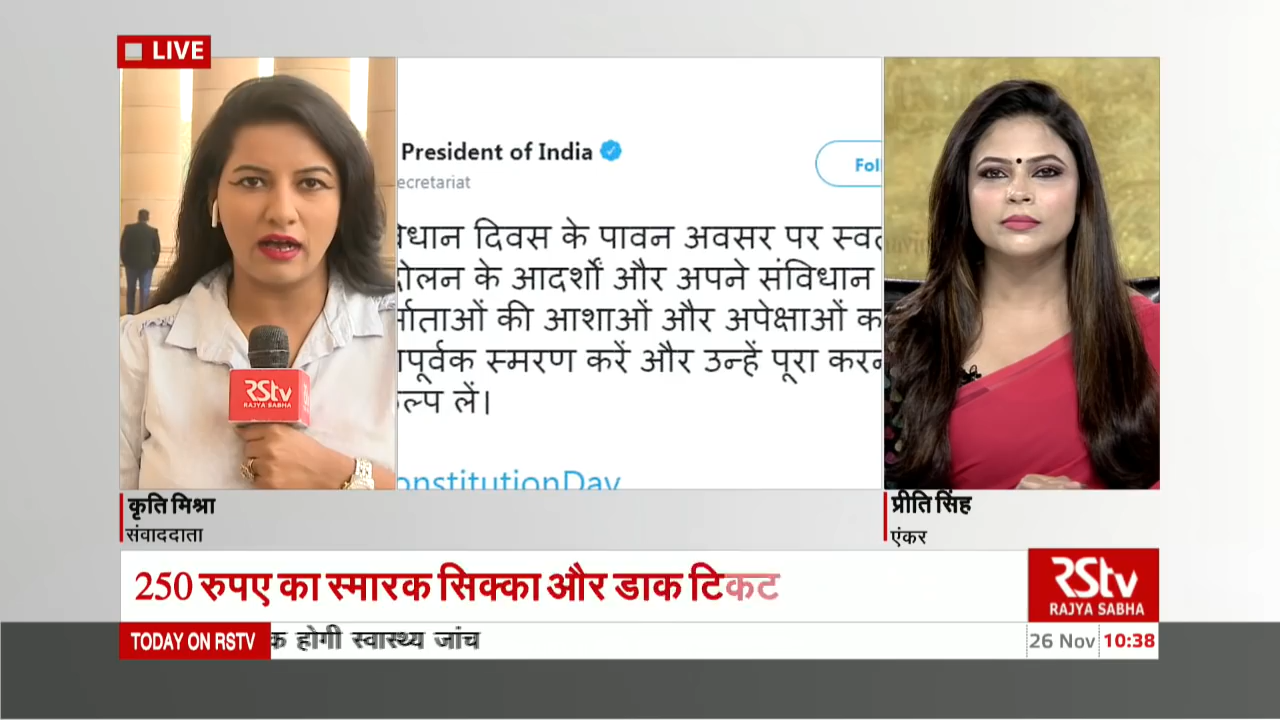 LIVE
President of India
ecretariat
Fol
विधान दिवस के पावन अवसर पर
दोलन के आदर्शों और अपने संविधान
र्माताओं की आशाओं और अपेक्षाओं क
पूर्वक स्मरण करें और उन्हें पूरा करन
ल्प लें।
onstitutionDay
RStv
RAJYA SABHA
कृति मिश्रा
संवाददाता
प्रीति सिंह
एंकर
250 रुपए का स्मारक सिक्का और डाक टिकट
RStv
RAJYA SABHA
TODAY ON RSTV
क होगी स्वास्थ्य जांच
26 Nov 10:38